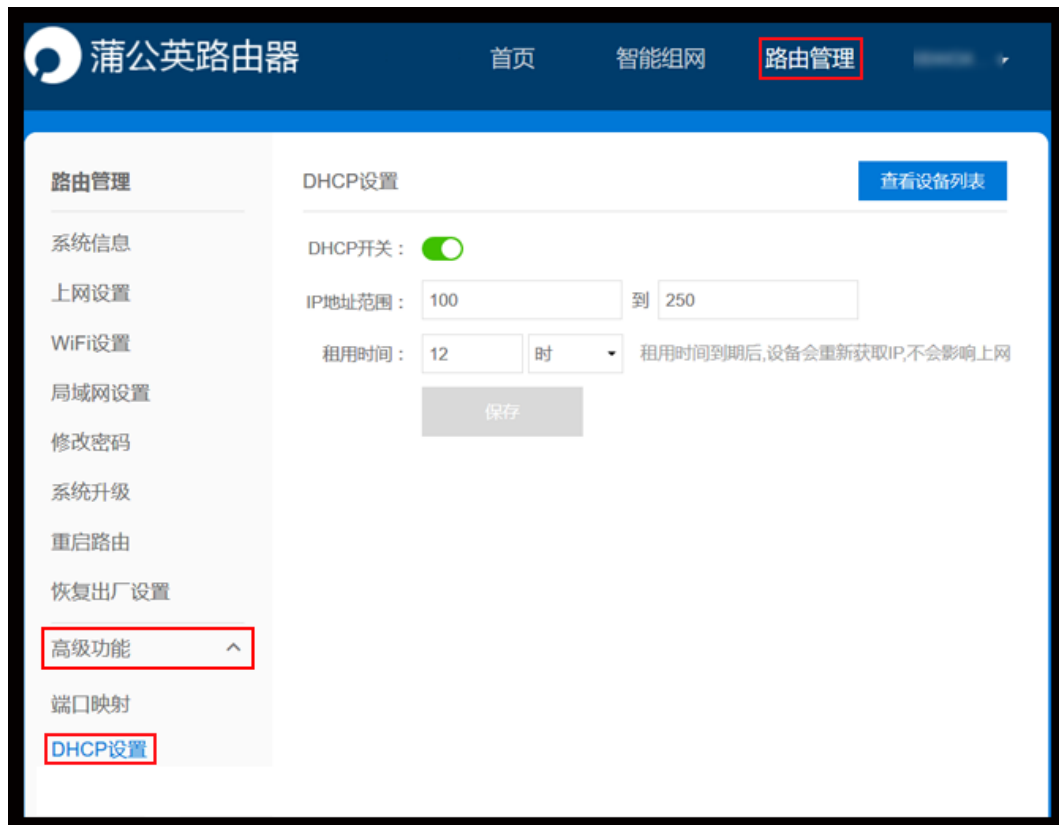 蒲公英路由器 首页 智能组网 路由管理
路由管理
系统信息
上网设置
WiFi设置
局域网设置
修改密码
系统升级
重启路由
恢复出厂设置
高级功能
端口映射
DHCP设置
DHCP设置 查看设备列表
DHCP开关：
IP地址范围： 100 到 250
租用时间： 12 时 租用时间到期后,设备会重新获取IP,不会影响上网
保存